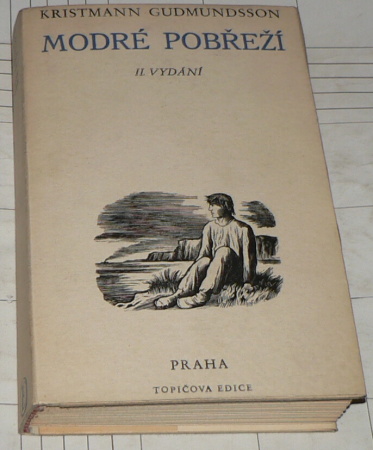 KRISTMANN GUDMUNDSSON
MODRÉ POBŘEŽÍ
II. VYDÁNÍ
PRAHA
TOPIČOVA EDICE